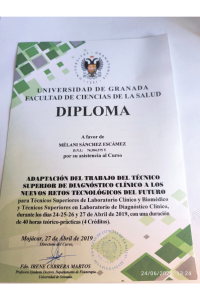 UNIVERSIDAD DE GRANADA
FACULTAD DE CIENCIAS DE LA SALUD
DIPLOMA
A favor de
MÉLANI SÁNCHEZ ESCÁMEZ
por su asistencia al Curso
ADAPTACIÓN DEL TRABAJO DEL TÉCNICO
SUPERIOR DE DIAGNÓSTICO CLÍNICO A LOS
NUEVOS RETOS TECNOLÓGICOS DEL FUTURO
para Técnicos Superiores de Laboratorio Clínico y Biomédico
y Técnicos Superiores en Laboratorio de Diagnóstico Clínico,
durante los días 24-25-26 y 27 de Abril de 2019, con una duración
de 40 horas teórico-prácticas (4 Créditos).
Mojácar, 27 de Abril de 2019
Fdo. IRENE CABRERA MARTOS
Universidad de Granada